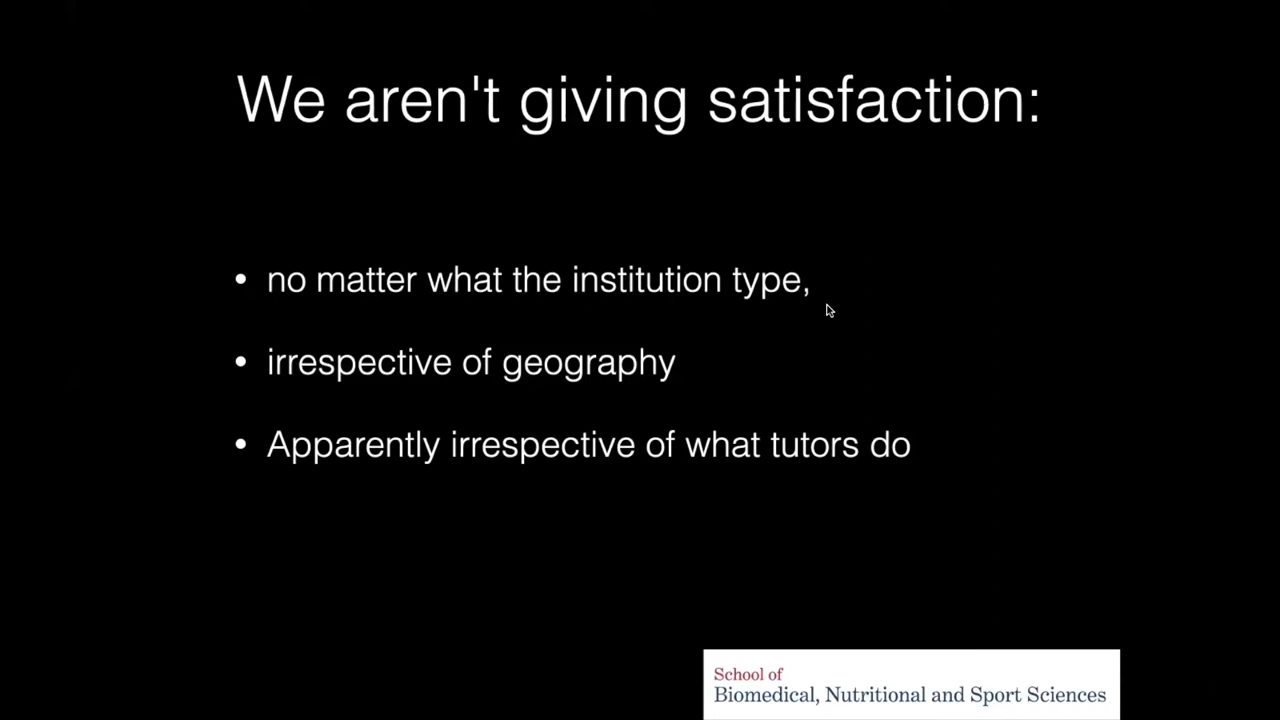 We aren't giving satisfaction:
• no matter what the institution type,
• irrespective of geography
• Apparently irrespective of what tutors do
School of
Biomedical, Nutritional and Sport Sciences